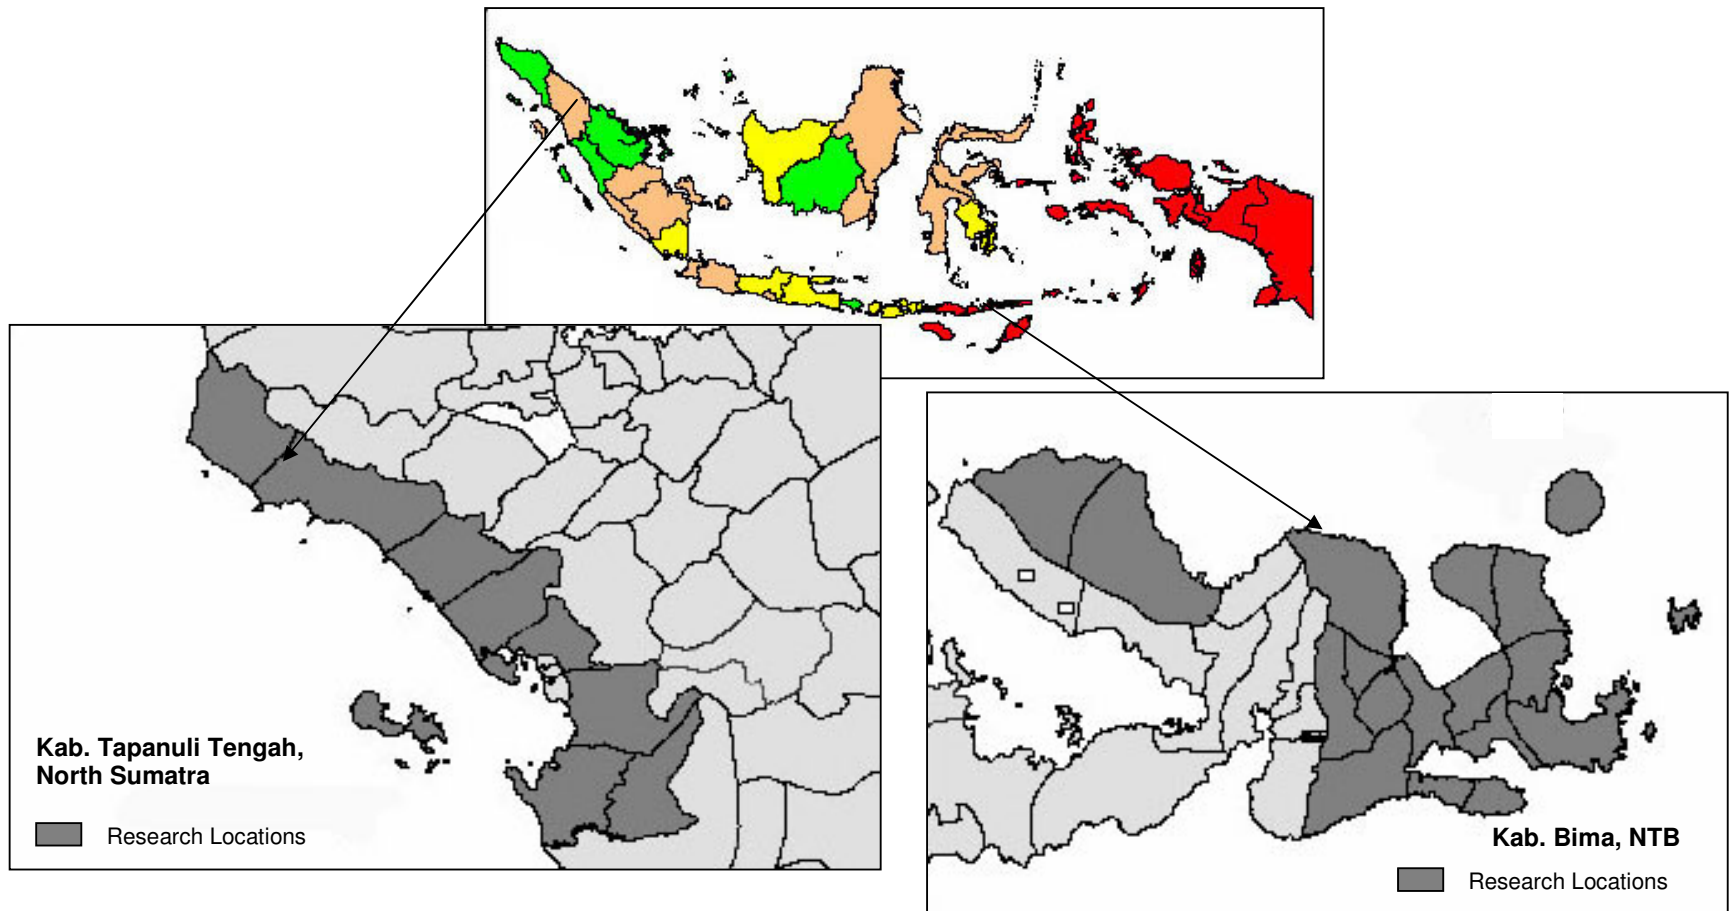 Kab. Tapanuli Tengah,
North Sumatra
Research Locations
Kab. Bima, NTB
Research Locations